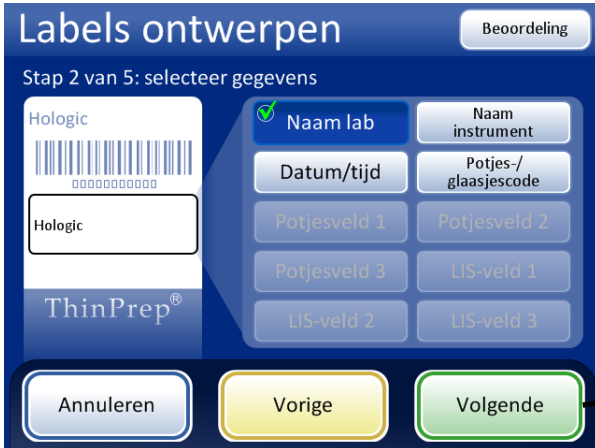 Labels ontwerpen
Beoordeling
Stap 2 van 5: selecteer gegevens
Hologic
00000000000
Hologic
ThinPrep®
Naam lab
Naam
instrument
Datum/tijd
Potjes-/
glaasjescode
Potjesveld 1
Potjesveld 2
Potjesveld 3
LIS-veld 1
LIS-veld 2
LIS-veld 3
Annuleren
Vorige
Volgende